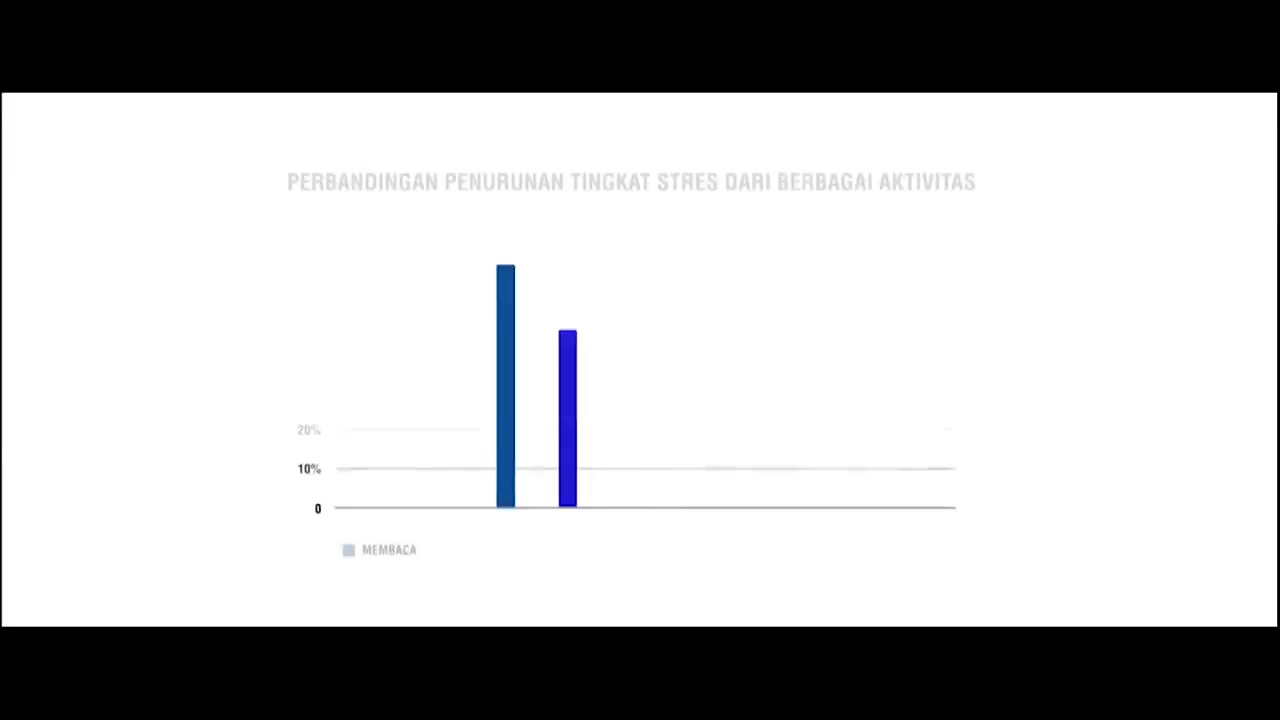 PERBANDINGAN PENURUNAN TINGKAT STRES DARI BERBAGAI AKTIVITAS
20%
10%
0
MEMBACA